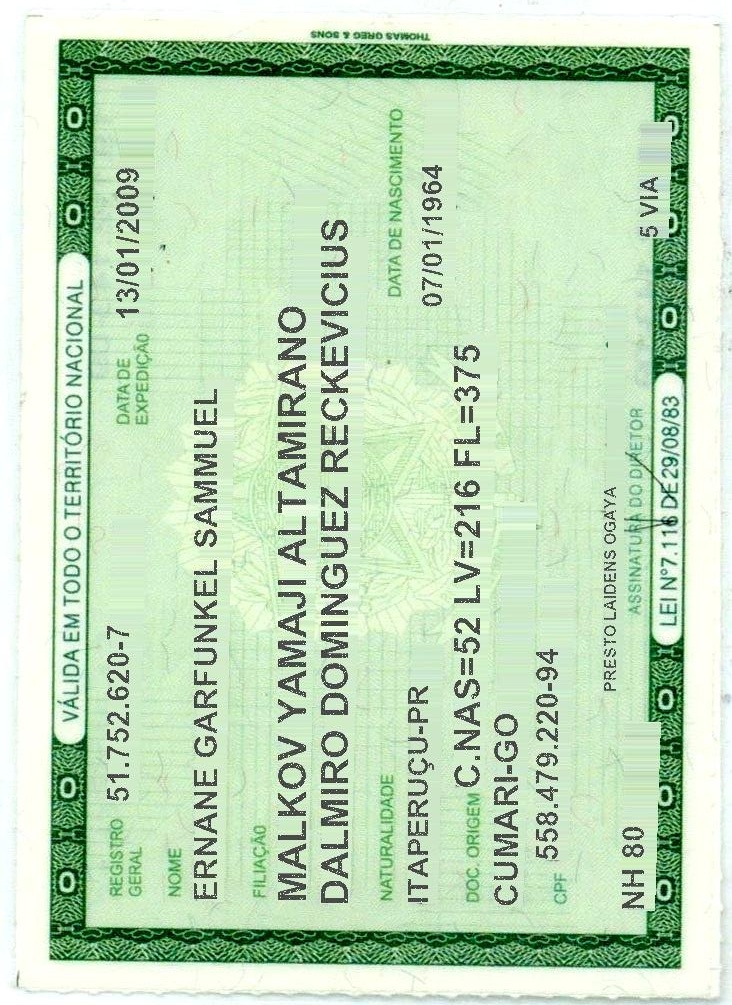 THOMAS GREG & SONS
VÁLIDA EM TODO O TERRITÓRIO NACIONAL
REGISTRO GERAL 51.752.620-7 DATA DE EXPEDIÇÃO 13/01/2009
NOME
ERNANE GARFUNKEL SAMMUEL
FILIAÇÃO
MALKOV YAMAJI ALTAMIRANO
DALMIRO DOMINGUEZ RECKEVICIUS
NATURALIDADE DATA DE NASCIMENTO
ITAPERUÇU-PR 07/01/1964
DOC. ORIGEM C.NAS=52 LV=216 FL=375
CUMARI-GO
CPF 558.479.220-94
PRESTO LAIDENS OGAYA
NH 80 ASSINATURA DO DIRETOR 5 VIA
LEI Nº7.116 DE 29/08/83